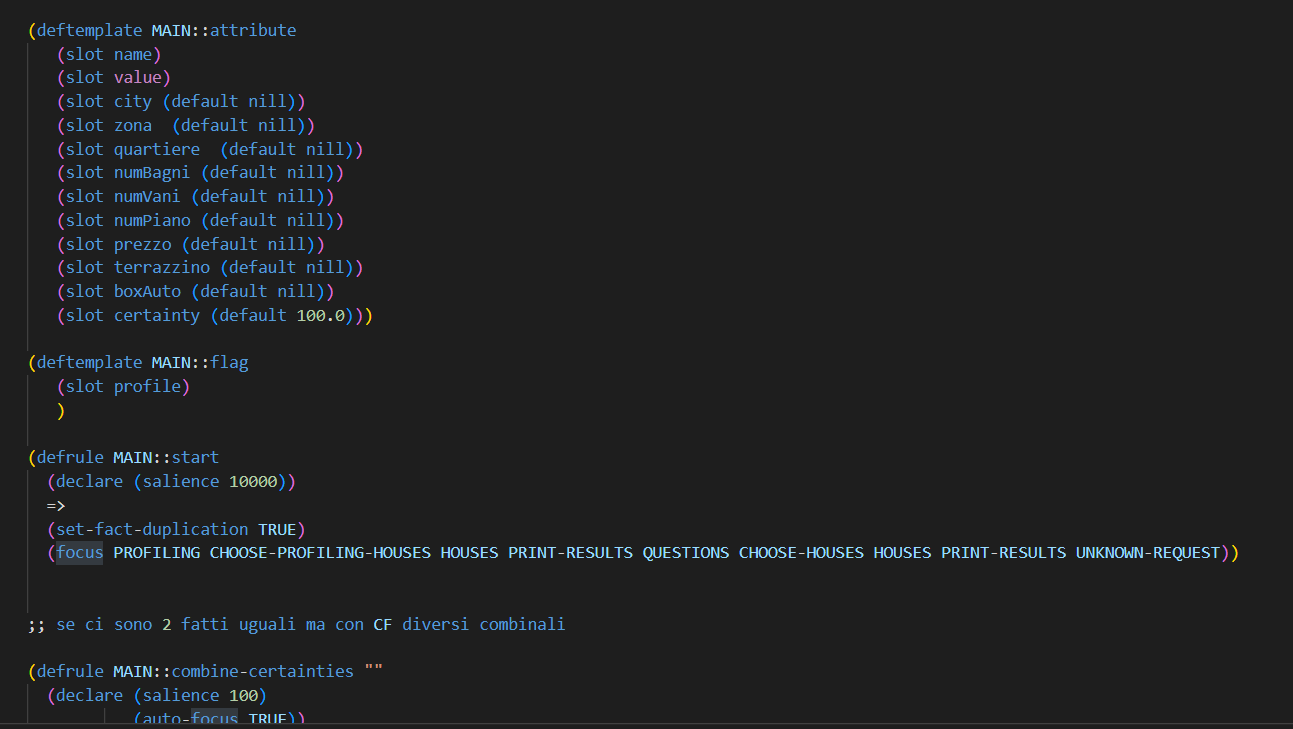 (deftemplate MAIN::attribute
(slot name)
(slot value)
(slot city (default nill))
(slot zona  (default nill))
(slot quartiere  (default nill))
(slot numBagni (default nill))
(slot numVani (default nill))
(slot numPiano (default nill))
(slot prezzo (default nill))
(slot terrazzino (default nill))
(slot boxAuto (default nill))
(slot certainty (default 100.0)))
(deftemplate MAIN::flag
(slot profile)
)
(defrule MAIN::start
(declare (salience 10000))
=>
(set-fact-duplication TRUE)
(focus PROFILING CHOOSE-PROFILING-HOUSES HOUSES PRINT-RESULTS QUESTIONS CHOOSE-HOUSES HOUSES PRINT-RESULTS UNKNOWN-REQUEST))
;; se ci sono 2 fatti uguali ma con CF diversi combinali
(defrule MAIN::combine-certainties ""
(declare (salience 100)
(auto-focus TRUE))